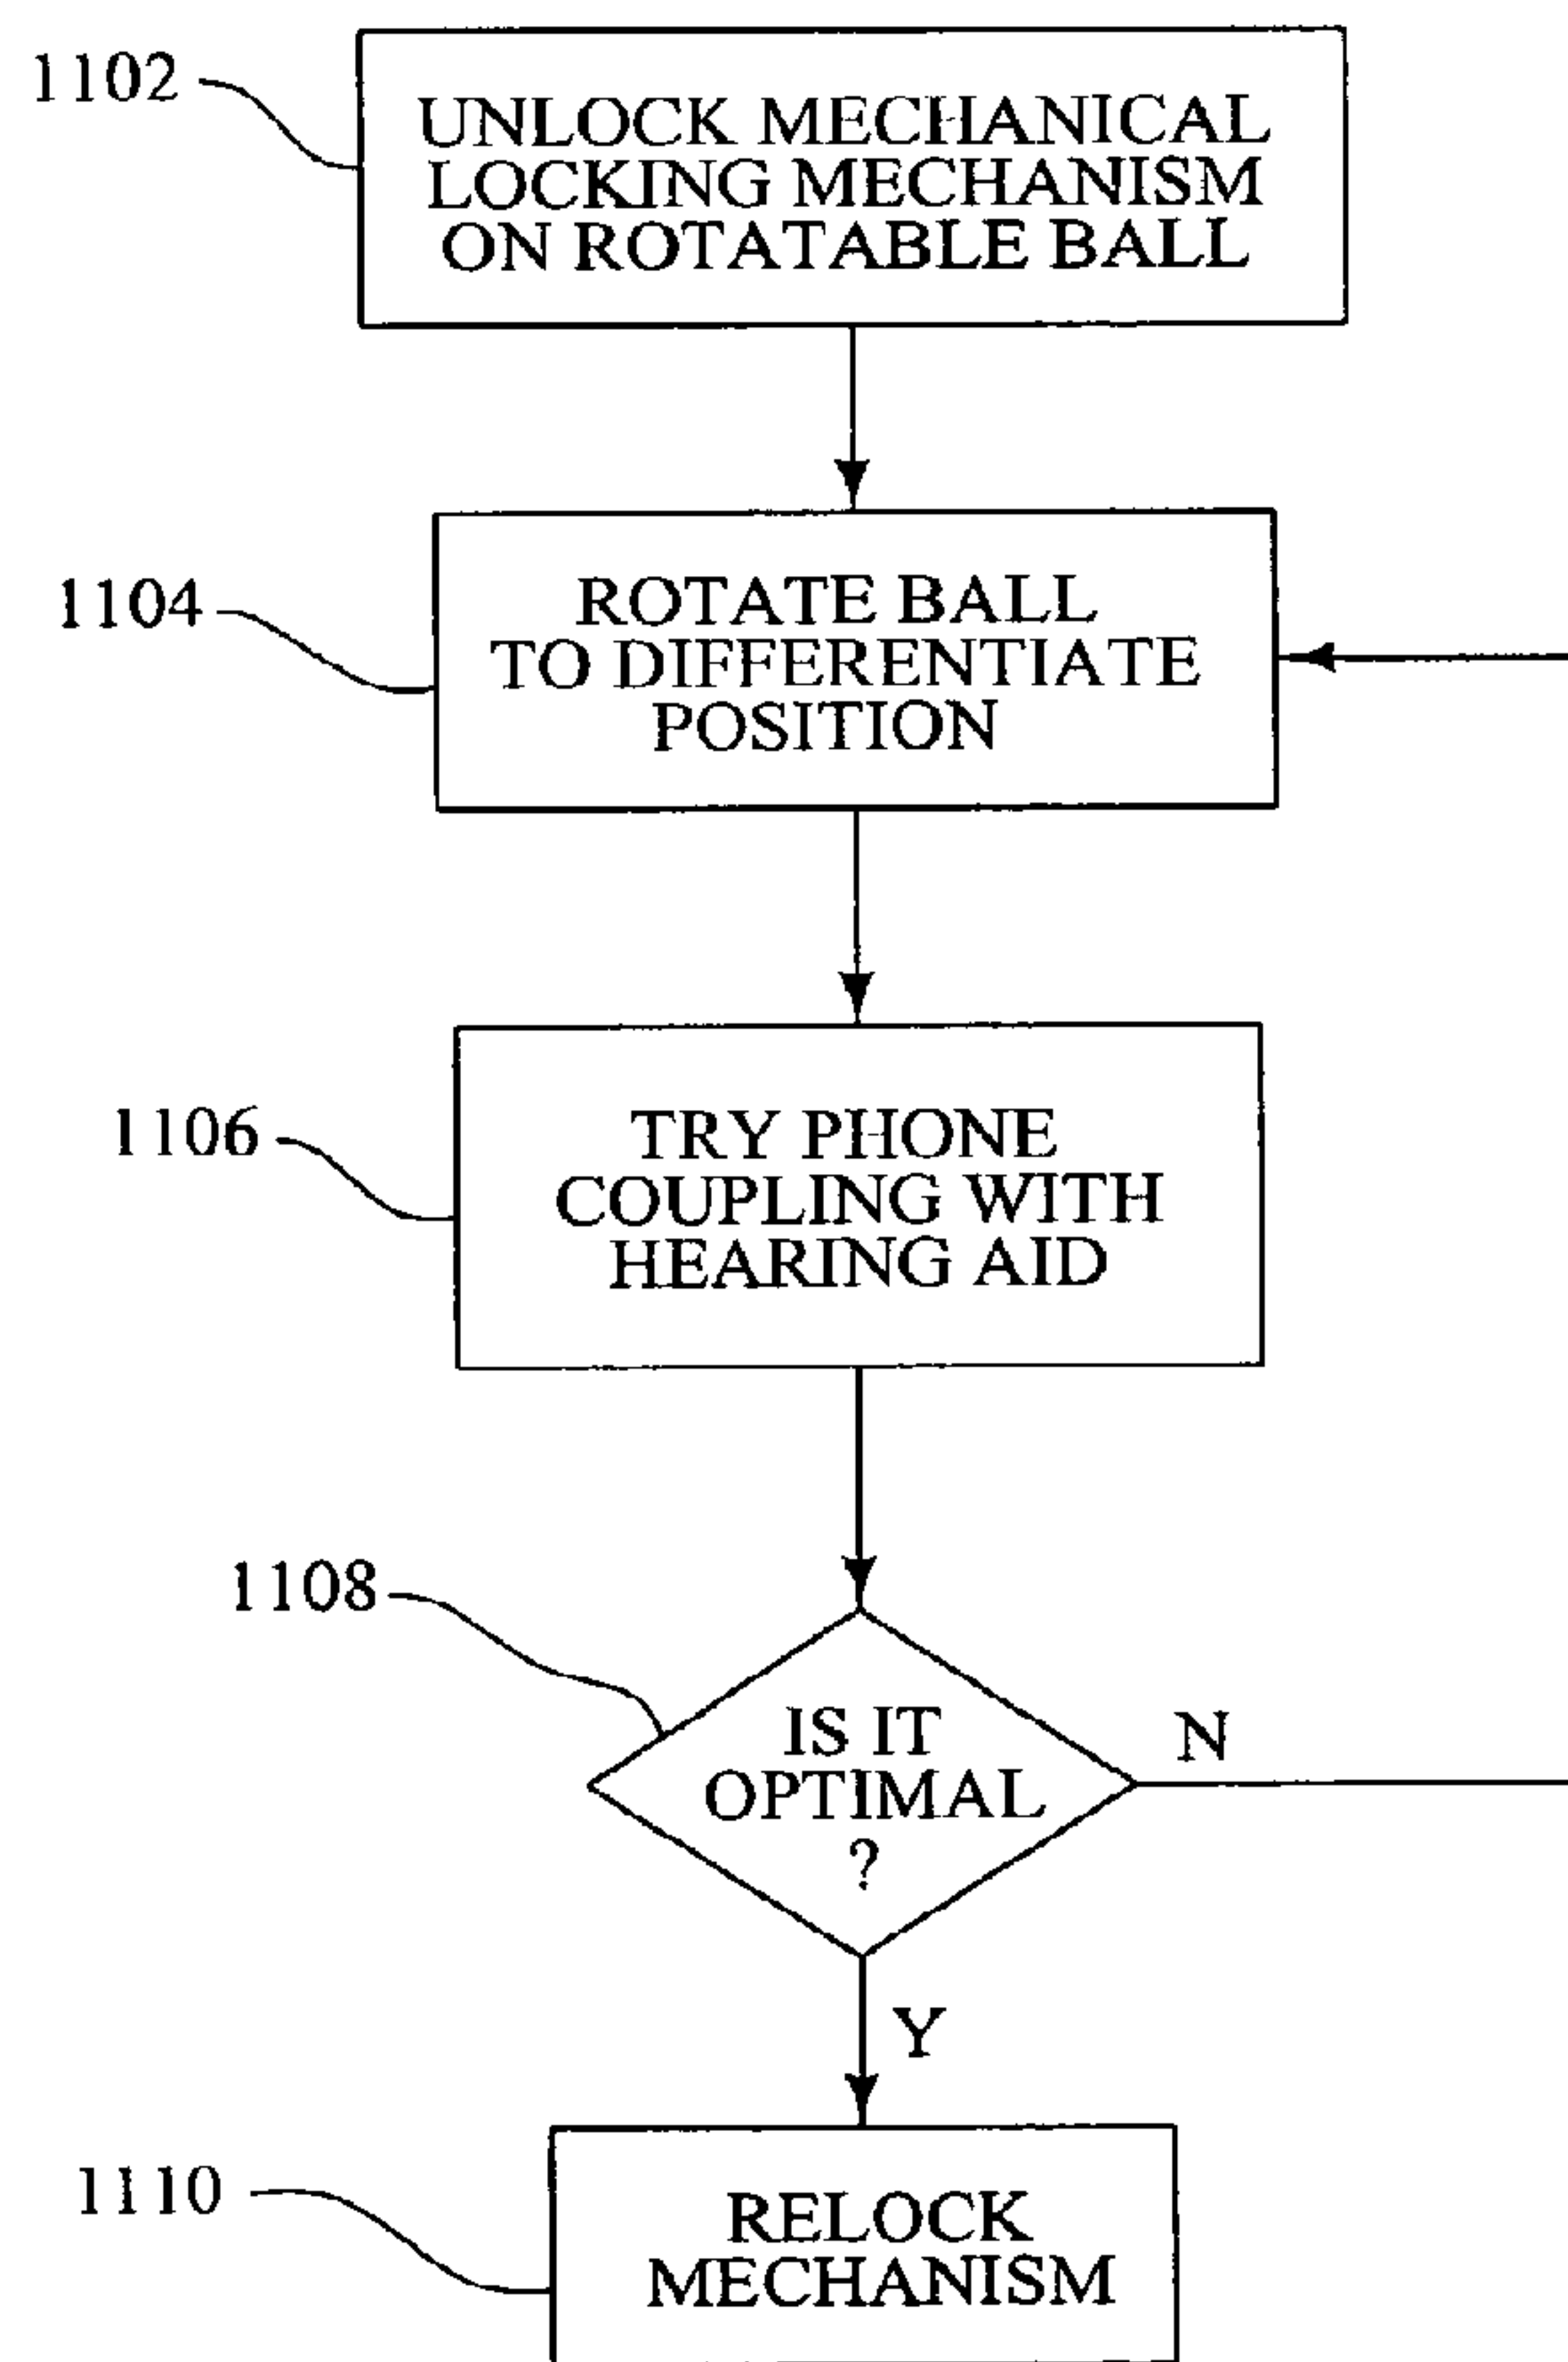 1102
UNLOCK MECHANICAL
LOCKING MECHANISM
ON ROTATABLE BALL
1104
ROTATE BALL
TO DIFFERENTIATE
POSITION
1106
TRY PHONE
COUPLING WITH
HEARING AID
1108
IS IT
OPTIMAL
?
N
Y
1110
RELOCK
MECHANISM